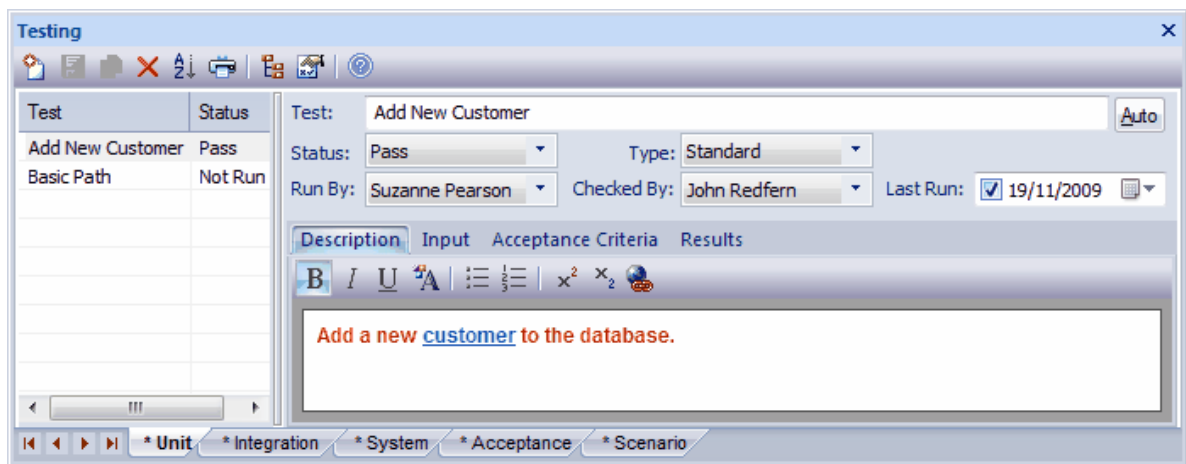 Testing
Test Status
Add New Customer Pass
Basic Path Not Run
Test: Add New Customer Auto
Status: Pass Type: Standard
Run By: Suzanne Pearson Checked By: John Redfern Last Run: 19/11/2009
Description Input Acceptance Criteria Results
B I U A x² x₂
Add a new customer to the database.
* Unit * Integration * System * Acceptance * Scenario